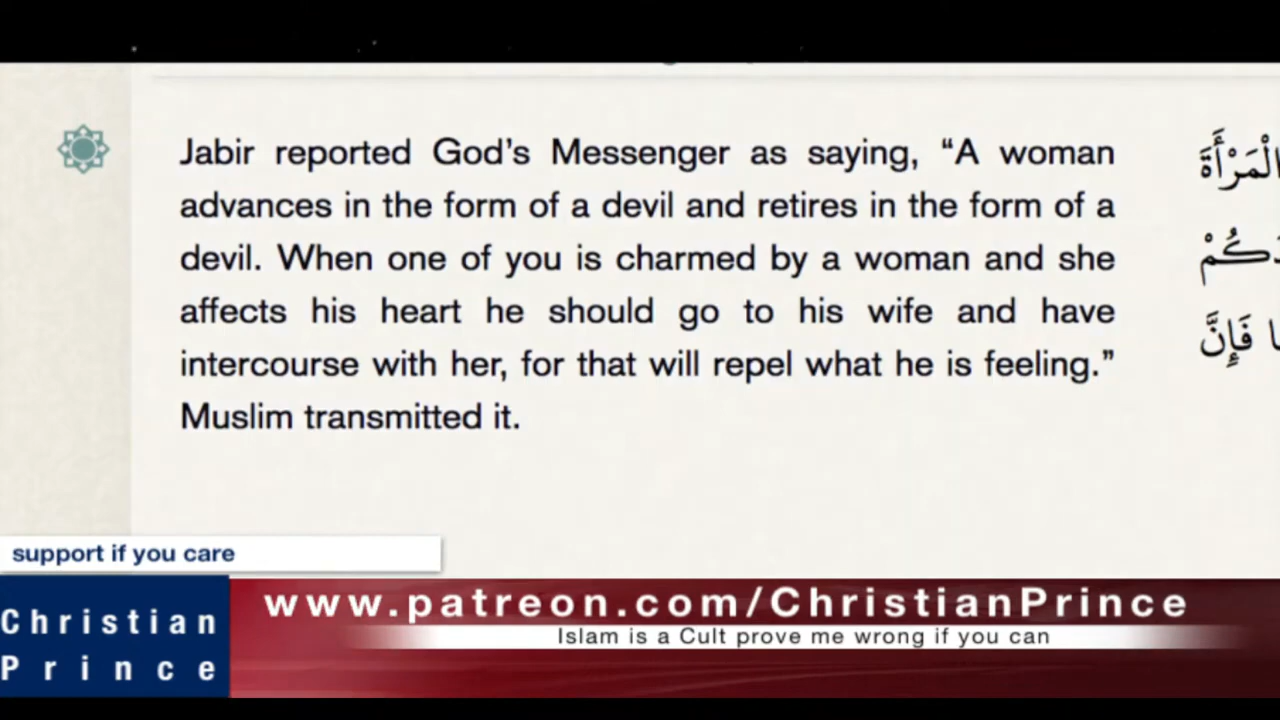 Jabir reported God's Messenger as saying, “A woman
advances in the form of a devil and retires in the form of a
devil. When one of you is charmed by a woman and she
affects his heart he should go to his wife and have
intercourse with her, for that will repel what he is feeling.”
Muslim transmitted it.
الْمَرْأَةَ
فَإِنَّ
support if you care
Christian
Prince
www.patreon.com/ChristianPrince
Islam is a Cult prove me wrong if you can